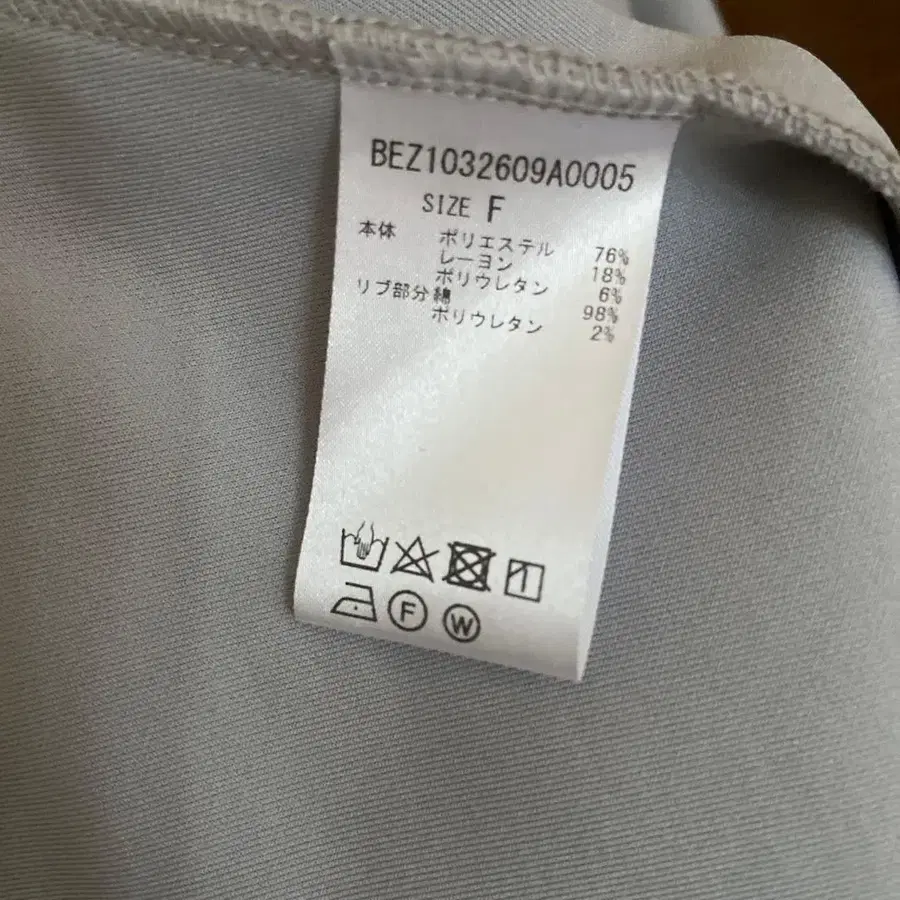 BEZ1032609A0005
SIZE F
本体 ポリエステル 76%
レーヨン 18%
ポリウレタン 6%
リブ部分 綿 98%
ポリウレタン 2%
F W